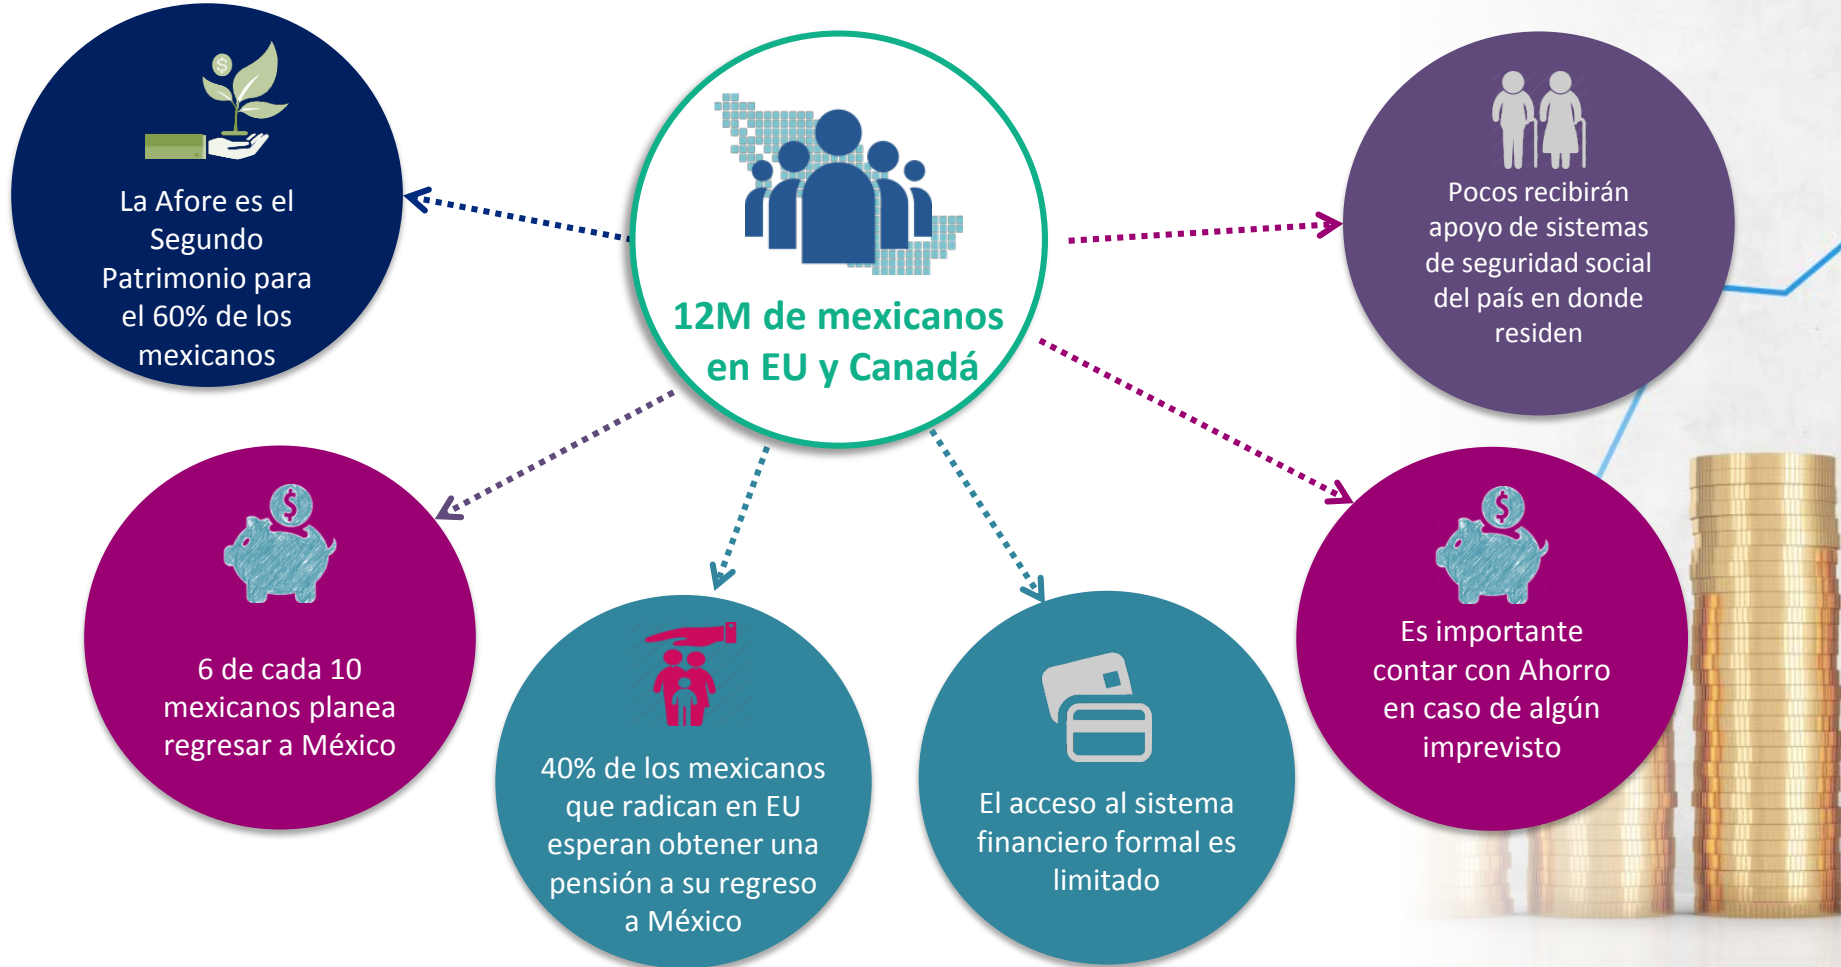 La Afore es el
Segundo
Patrimonio para
el 60% de los
mexicanos
12M de mexicanos
en EU y Canadá
Pocos recibirán
apoyo de sistemas
de seguridad social
del país en donde
residen
6 de cada 10
mexicanos planea
regresar a México
40% de los mexicanos
que radican en EU
esperan obtener una
pensión a su regreso
a México
El acceso al sistema
financiero formal es
limitado
Es importante
contar con Ahorro
en caso de algún
imprevisto